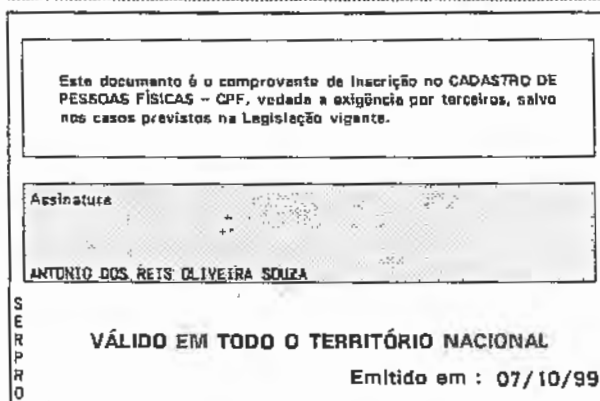 Este documento é o comprovante de Inscrição no CADASTRO DE
PESSOAS FÍSICAS – CPF, vedada a exigência por terceiros, salvo
nos casos previstos na Legislação vigente.
Assinatura
ANTONIO DOS REIS OLIVEIRA SOUZA
SERPRO
VÁLIDO EM TODO O TERRITÓRIO NACIONAL
Emitido em : 07/10/99